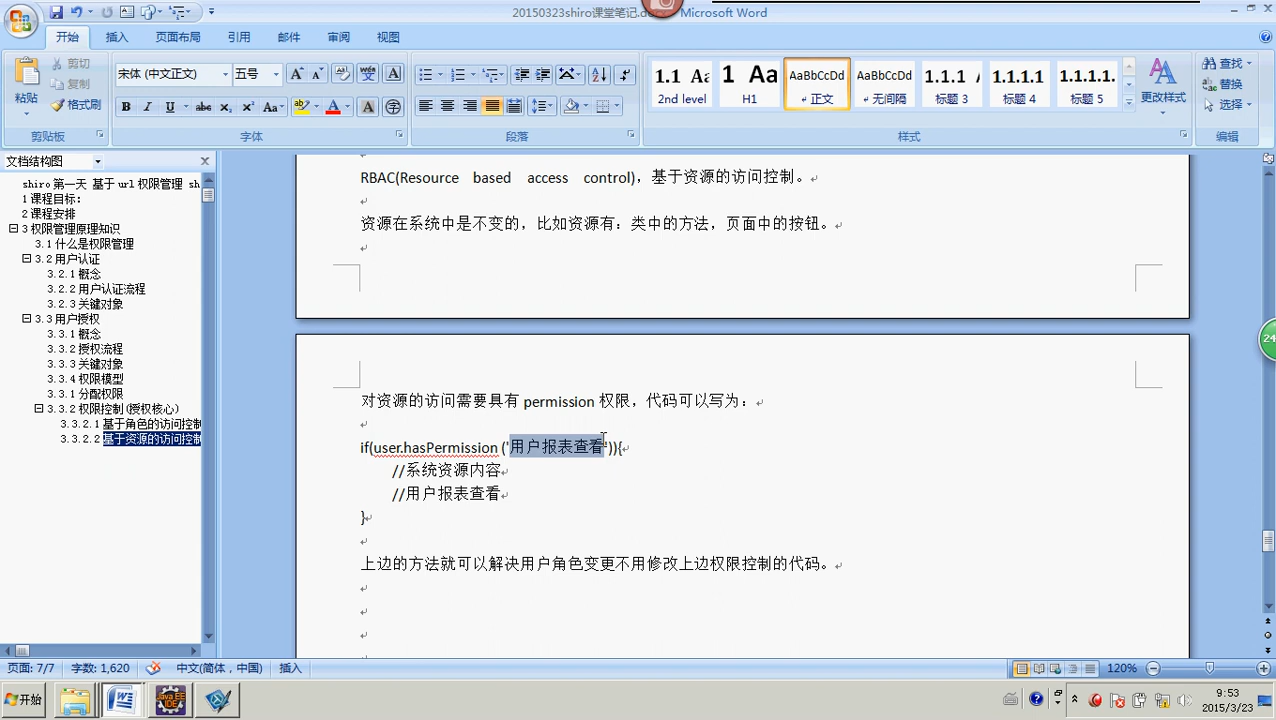 20150323shiro课堂笔记.docx - Microsoft Word
开始 插入 页面布局 引用 邮件 审阅 视图
粘贴 剪切 复制 格式刷
宋体 (中文正文) 五号
1.1 Aa 1 Aa AaBbCcDd AaBbCcDd 1.1.1 A 1.1.1.1 1.1.1.1.
2nd level H1 正文 无间隔 标题 3 标题 4 标题 5
更改样式
查找
替换
选择
剪贴板 字体 段落 样式 编辑
文档结构图
shiro 第一天 基于 url 权限管理 sh
1 课程目标:
2 课程安排
3 权限管理原理知识
3.1 什么是权限管理
3.2 用户认证
3.2.1 概念
3.2.2 用户认证流程
3.2.3 关键对象
3.3 用户授权
3.3.1 概念
3.3.2 授权流程
3.3.3 关键对象
3.3.4 权限模型
3.3.1 分配权限
3.3.2 权限控制(授权核心)
3.3.2.1 基于角色的访问控制
3.3.2.2 基于资源的访问控制
RBAC(Resource based access control)，基于资源的访问控制。
资源在系统中是不变的，比如资源有：类中的方法，页面中的按钮。
对资源的访问需要具有 permission 权限，代码可以写为：
if(user.hasPermission ('用户报表查看')){
//系统资源内容
//用户报表查看
}
上边的方法就可以解决用户角色变更不用修改上边权限控制的代码。
24
页面: 7/7 字数: 1,620 中文(简体，中国) 插入 120%
开始 Java EE IDE 9:53
2015/3/23